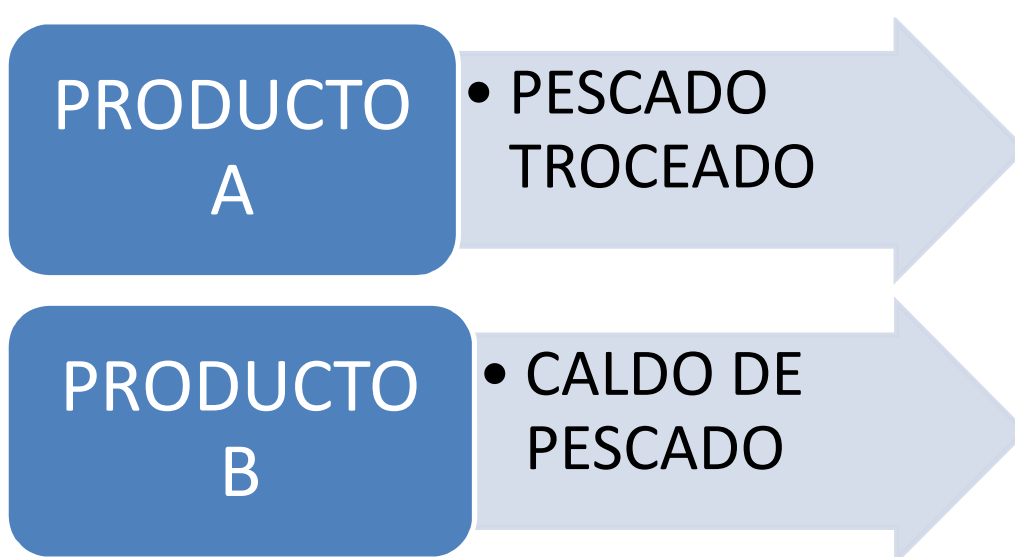 PRODUCTO
A
• PESCADO
TROCEADO
PRODUCTO
B
• CALDO DE
PESCADO